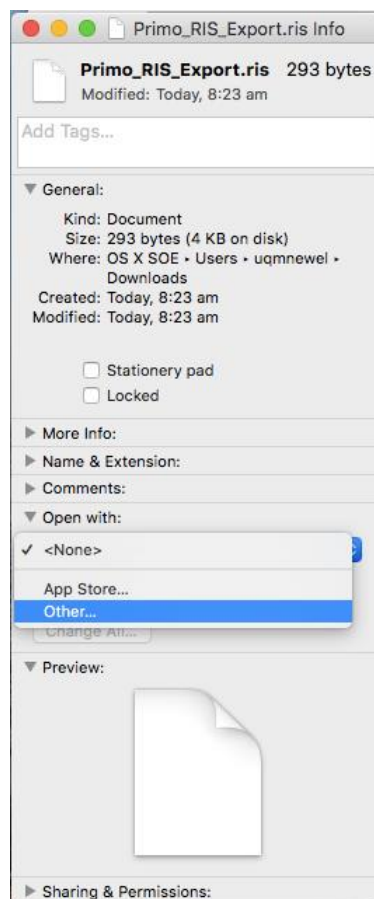 Primo_RIS_Export.ris Info
Primo_RIS_Export.ris 293 bytes
Modified: Today, 8:23 am
Add Tags...
General:
Kind: Document
Size: 293 bytes (4 KB on disk)
Where: OS X SOE ▸ Users ▸ uqmnewel ▸
Downloads
Created: Today, 8:23 am
Modified: Today, 8:23 am
Stationery pad
Locked
More Info:
Name & Extension:
Comments:
Open with:
<None>
App Store...
Other...
Change All...
Preview:
Sharing & Permissions: